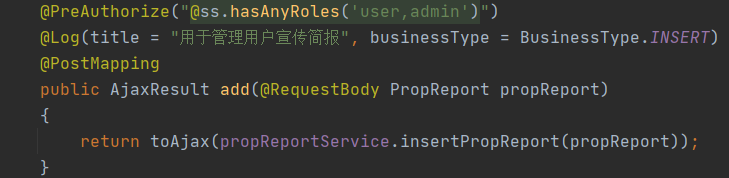 @PreAuthorize("@ss.hasAnyRoles('user,admin')")
@Log(title = "用于管理用户宣传简报", businessType = BusinessType.INSERT)
@PostMapping
public AjaxResult add(@RequestBody PropReport propReport)
{
return toAjax(propReportService.insertPropReport(propReport));
}